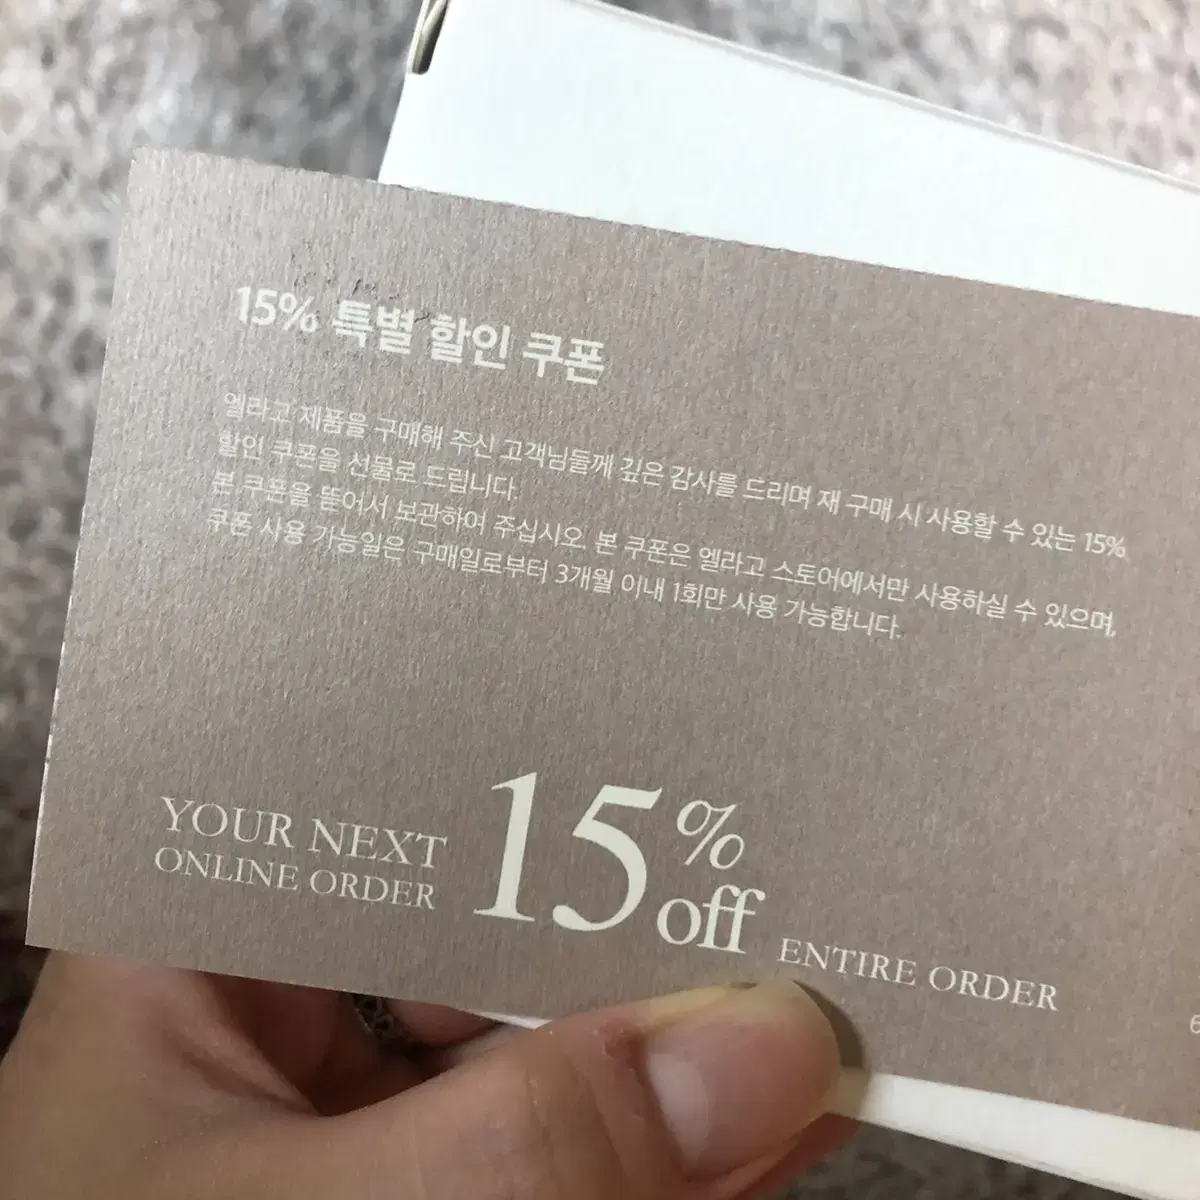 15% 특별 할인 쿠폰
엘라고 제품을 구매해 주신 고객님들께 깊은 감사를 드리며 재 구매 시 사용할 수 있는 15%
할인 쿠폰을 선물로 드립니다.
본 쿠폰을 뜯어서 보관하여 주십시오. 본 쿠폰은 엘라고 스토어에서만 사용하실 수 있으며,
쿠폰 사용 가능일은 구매일로부터 3개월 이내 1회만 사용 가능합니다.
YOUR NEXT
ONLINE ORDER
15% off
ENTIRE ORDER